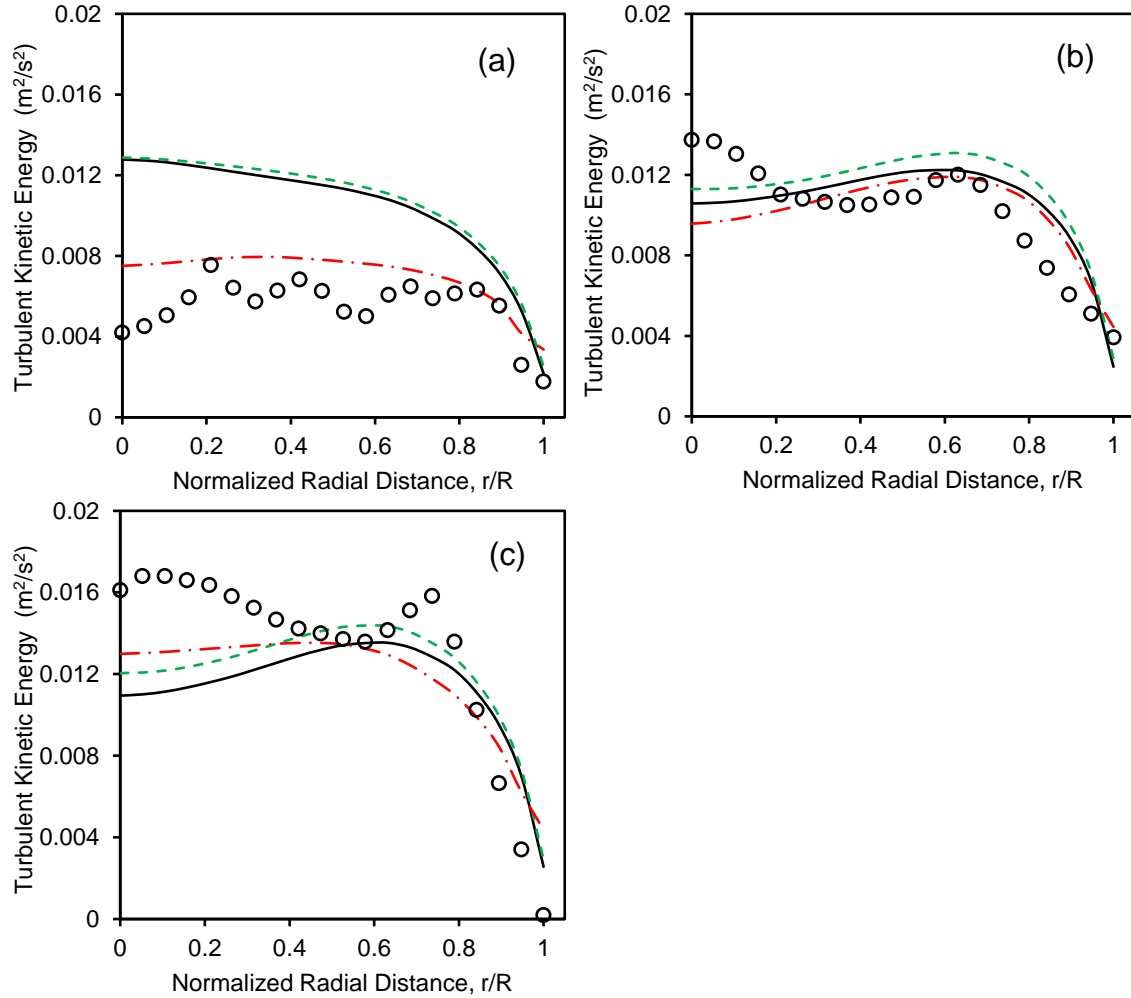 0.02
0.016
0.012
0.008
0.004
0
Turbulent Kinetic Energy (m²/s²)
(a)
0 0.2 0.4 0.6 0.8 1
Normalized Radial Distance, r/R
0.02
0.016
0.012
0.008
0.004
0
Turbulent Kinetic Energy (m²/s²)
(b)
0 0.2 0.4 0.6 0.8 1
Normalized Radial Distance, r/R
0.02
0.016
0.012
0.008
0.004
0
Turbulent Kinetic Energy (m²/s²)
(c)
0 0.2 0.4 0.6 0.8 1
Normalized Radial Distance, r/R